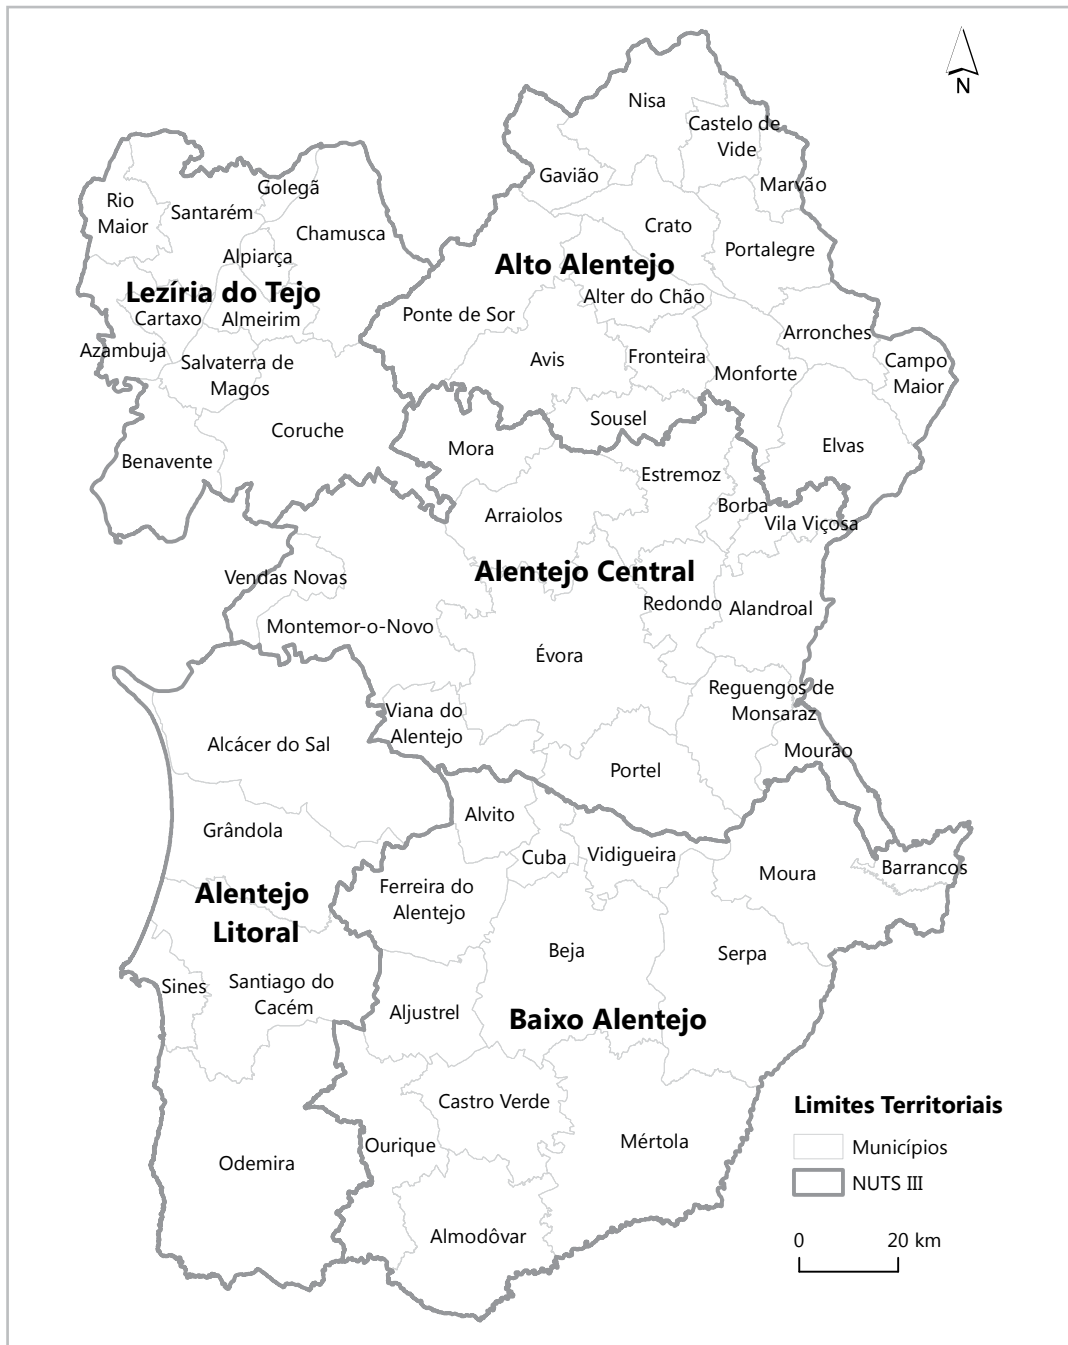 N
Nisa
Castelo de
Vide
Gavião
Marvão
Golegã
Rio
Maior
Santarém
Chamusca
Crato
Portalegre
Alpiarça
Alto Alentejo
Lezíria do Tejo
Alter do Chão
Ponte de Sor
Cartaxo
Almeirim
Arronches
Azambuja
Avis
Fronteira
Campo
Maior
Salvaterra de
Magos
Monforte
Sousel
Coruche
Mora
Elvas
Benavente
Estremoz
Borba
Arraiolos
Vila Viçosa
Vendas Novas
Alentejo Central
Redondo
Alandroal
Montemor-o-Novo
Évora
Reguengos de
Monsaraz
Viana do
Alentejo
Alcácer do Sal
Mourão
Portel
Alvito
Grândola
Cuba
Vidigueira
Moura
Barrancos
Ferreira do
Alentejo
Alentejo
Litoral
Beja
Serpa
Sines
Santiago do
Cacém
Aljustrel
Baixo Alentejo
Castro Verde
Limites Territoriais
Ourique
Mértola
Municípios
Odemira
NUTS III
Almodôvar
0 20 km